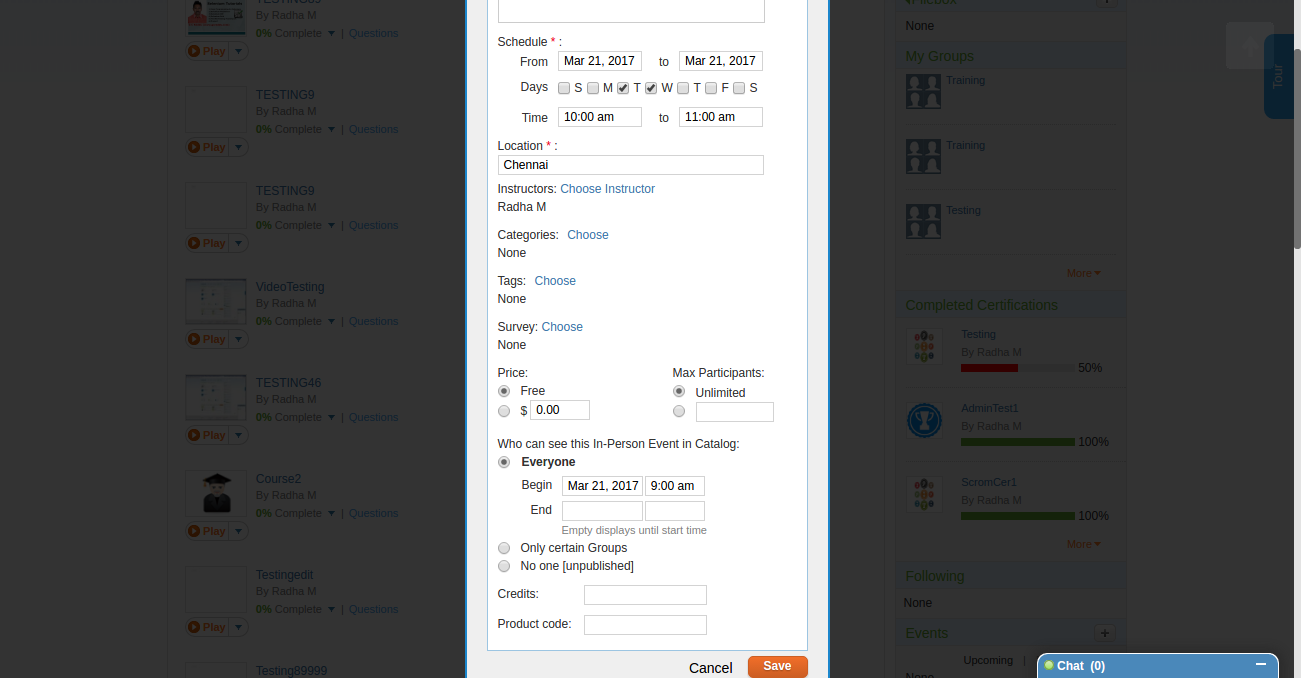 TESTING89
By Radha M
0% Complete | Questions
Play
TESTING9
By Radha M
0% Complete | Questions
Play
TESTING9
By Radha M
0% Complete | Questions
Play
VideoTesting
By Radha M
0% Complete | Questions
Play
TESTING46
By Radha M
0% Complete | Questions
Play
Course2
By Radha M
0% Complete | Questions
Play
Testingedit
By Radha M
0% Complete | Questions
Play
Testing89999
Schedule * :
From Mar 21, 2017 to Mar 21, 2017
Days S M T W T F S
Time 10:00 am to 11:00 am
Location * :
Chennai
Instructors: Choose Instructor
Radha M
Categories: Choose
None
Tags: Choose
None
Survey: Choose
None
Price: Max Participants:
Free Unlimited
$ 0.00
Who can see this In-Person Event in Catalog:
Everyone
Begin Mar 21, 2017 9:00 am
End
Empty displays until start time
Only certain Groups
No one [unpublished]
Credits:
Product code:
Cancel Save
None
My Groups
Training
Training
Testing
More
Completed Certifications
Testing
By Radha M
50%
AdminTest1
By Radha M
100%
ScromCer1
By Radha M
100%
More
Following
None
Events +
Upcoming |
None
Tour
Chat (0)